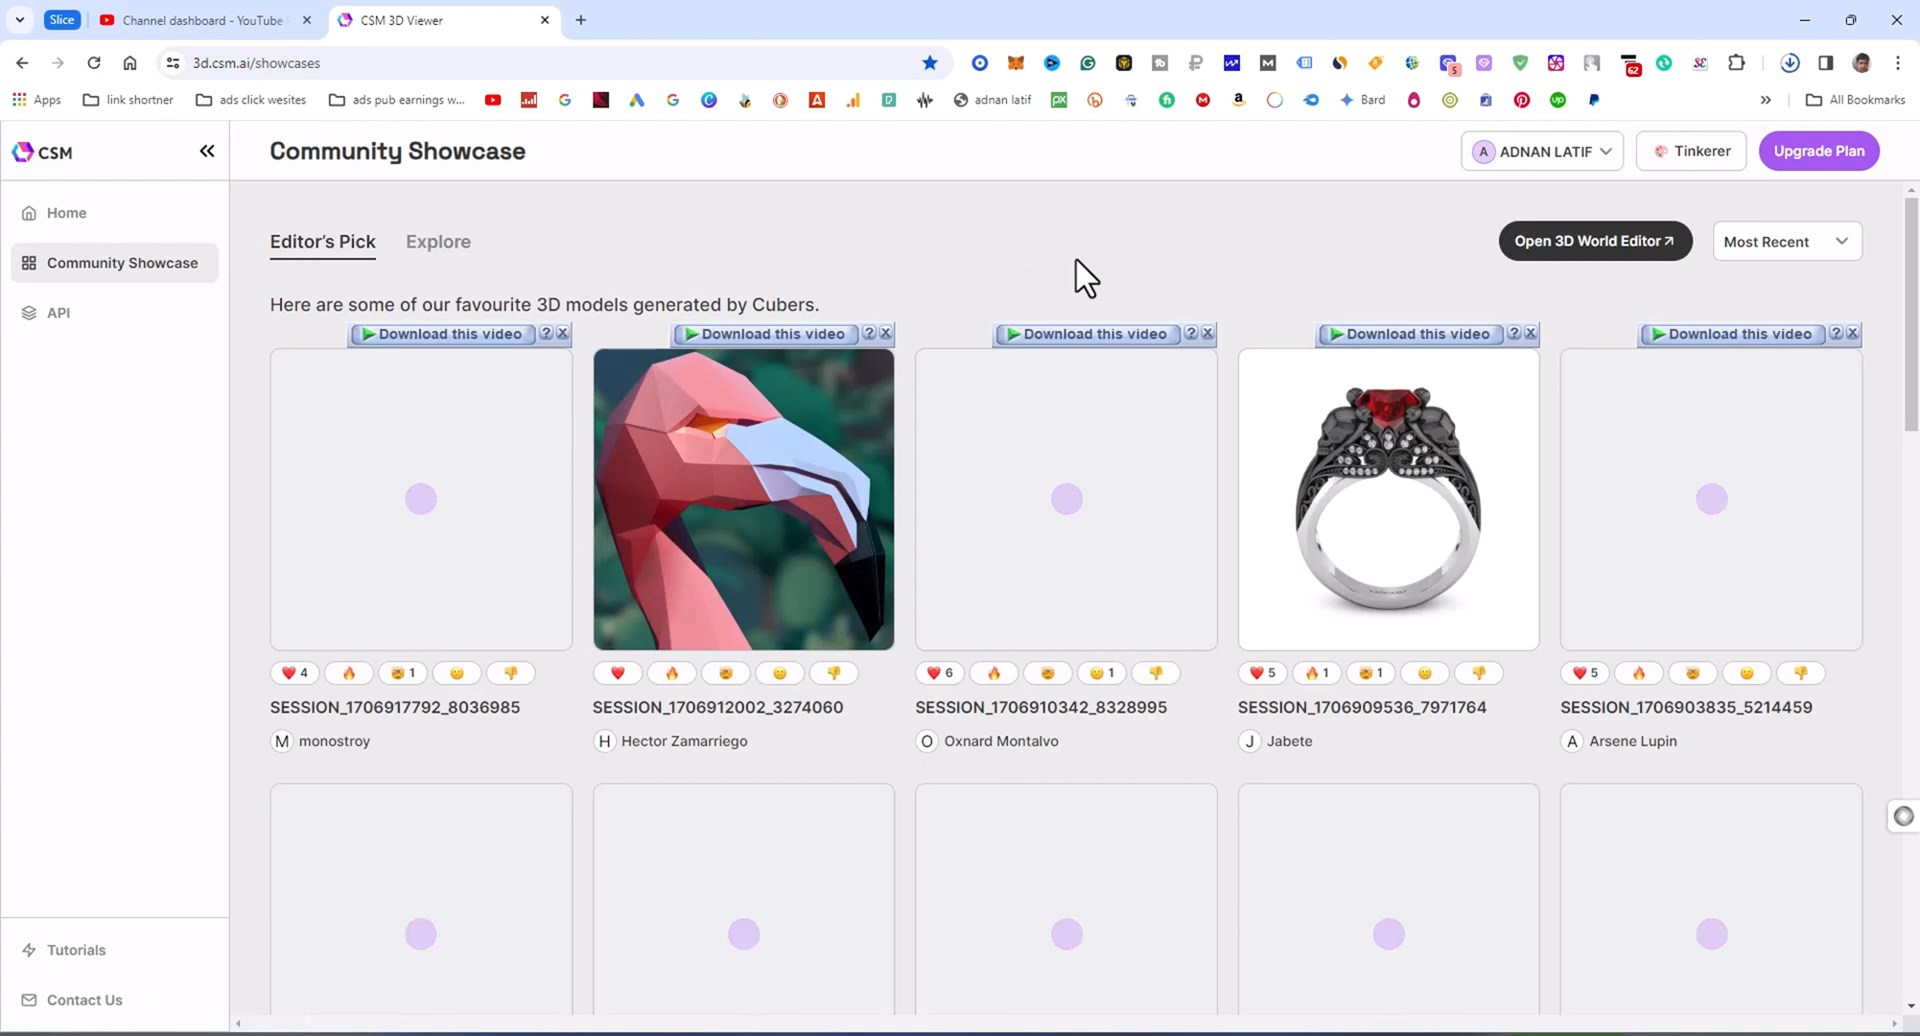 Slice
Channel dashboard - YouTube
CSM 3D Viewer
3d.csm.ai/showcases
5
62
Apps
link shortner
ads click wesites
ads pub earnings w...
adnan latif
Bard
All Bookmarks
CSM
Community Showcase
A ADNAN LATIF
Tinkerer
Upgrade Plan
Home
Community Showcase
API
Editor's Pick
Explore
Open 3D World Editor
Most Recent
Here are some of our favourite 3D models generated by Cubers.
Download this video ?
Download this video ?
Download this video ?
Download this video ?
Download this video ?
4
1
6
1
5
1
1
5
SESSION_1706917792_8036985
SESSION_1706912002_3274060
SESSION_1706910342_8328995
SESSION_1706909536_7971764
SESSION_1706903835_5214459
M monostroy
H Hector Zamarriego
O Oxnard Montalvo
J Jabete
A Arsene Lupin
Tutorials
Contact Us